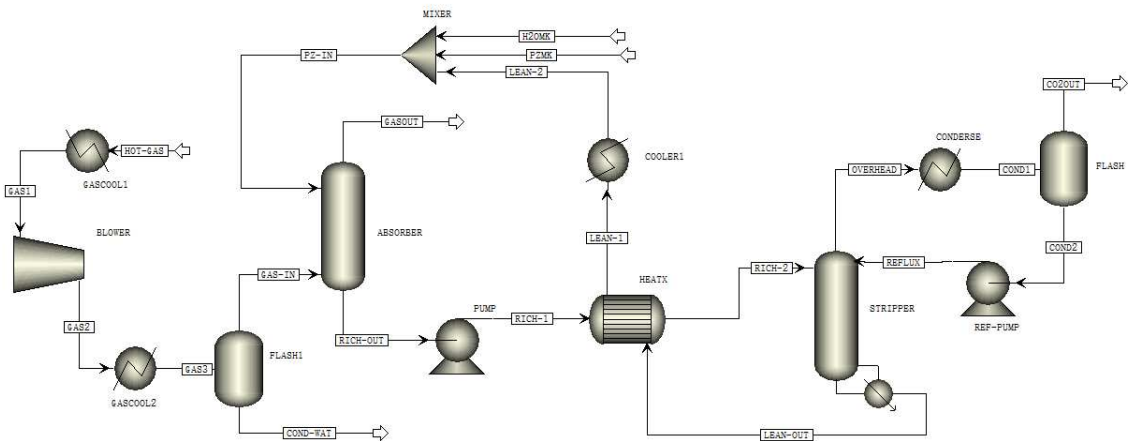 MIXER
H2OMK
PZ-IN
PZMK
LEAN-2
CO2OUT
GASOUT
HOT-GAS
CONDERSE
COOLER1
OVERHEAD
COND1
FLASH
GASCOOL1
GAS1
BLOWER
ABSORBER
LEAN-1
COND2
GAS-IN
HEATX
RICH-2
REFLUX
STRIPPER
GAS2
PUMP
RICH-1
REF-PUMP
RICH-OUT
FLASH1
GAS3
GASCOOL2
COND-WAT
LEAN-OUT